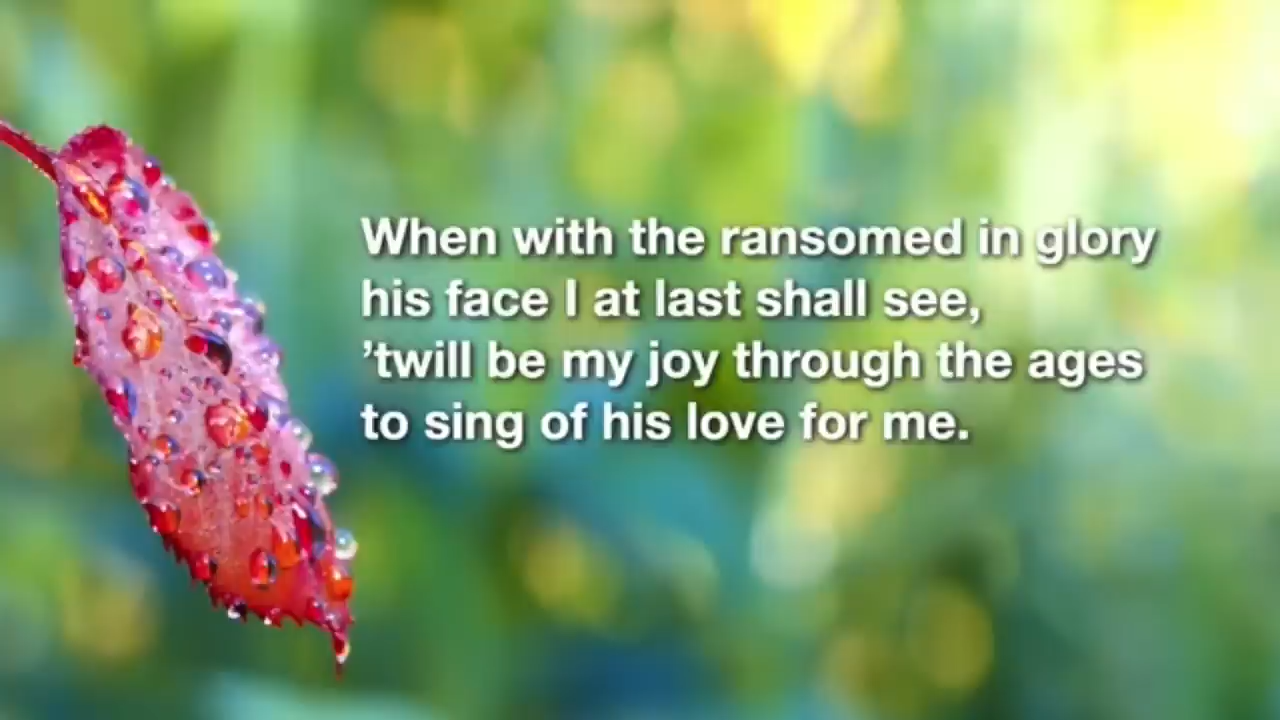 When with the ransomed in glory
his face I at last shall see,
’twill be my joy through the ages
to sing of his love for me.